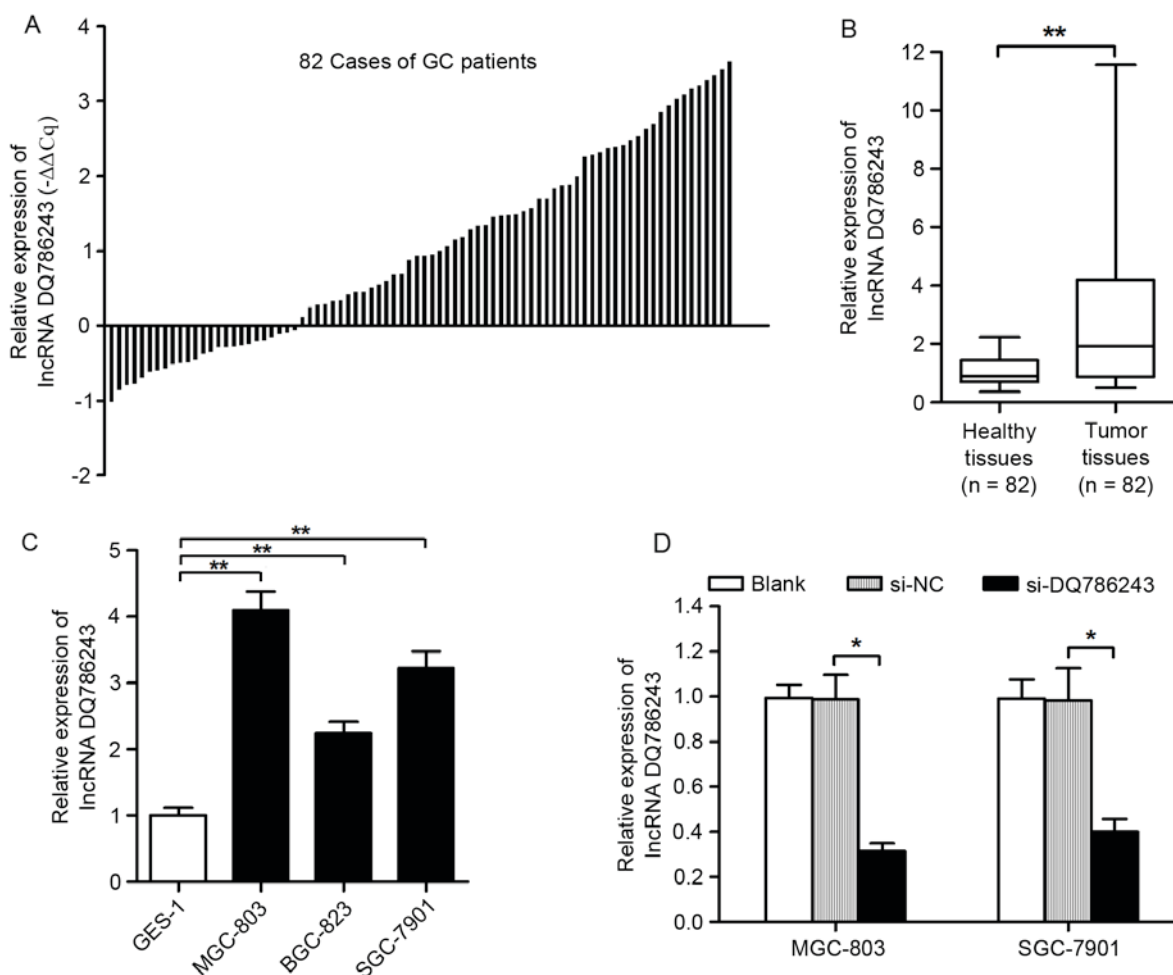 A
Relative expression of
lncRNA DQ786243 (-ΔΔCq)
4
3
2
1
0
-1
-2
82 Cases of GC patients
B
Relative expression of
lncRNA DQ786243
12
10
8
6
4
2
0
**
Healthy
tissues
(n = 82)
Tumor
tissues
(n = 82)
C
Relative expression of
lncRNA DQ786243
5
4
3
2
1
0
**
**
**
GES-1
MGC-803
BGC-823
SGC-7901
D
Blank
si-NC
si-DQ786243
Relative expression of
lncRNA DQ786243
1.4
1.2
1.0
0.8
0.6
0.4
0.2
0.0
*
*
MGC-803
SGC-7901